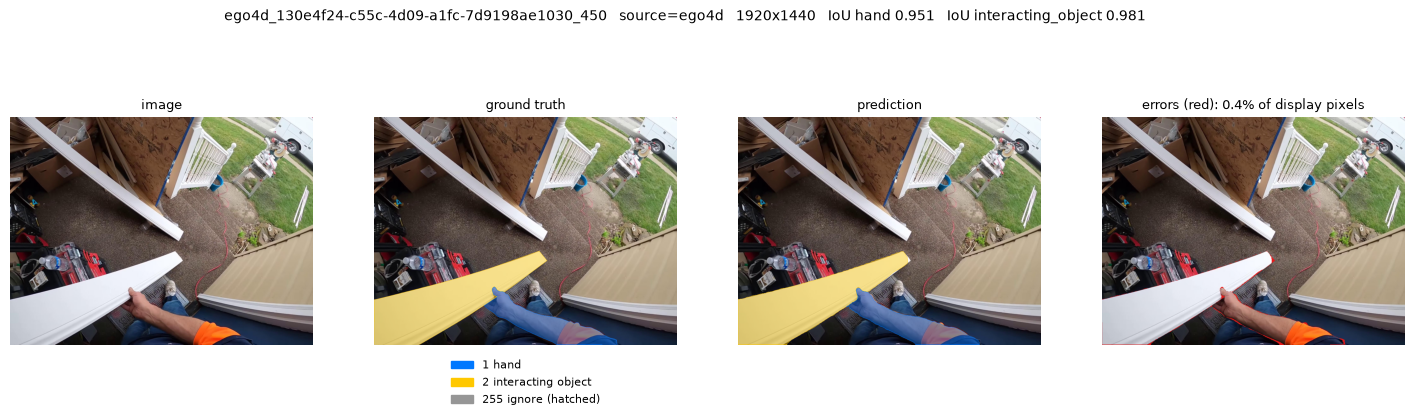 ego4d_130e4f24-c55c-4d09-a1fc-7d9198ae1030_450 source=ego4d 1920x1440 IoU hand 0.951 IoU interacting_object 0.981
image
ground truth
prediction
errors (red): 0.4% of display pixels
1 hand
2 interacting object
255 ignore (hatched)